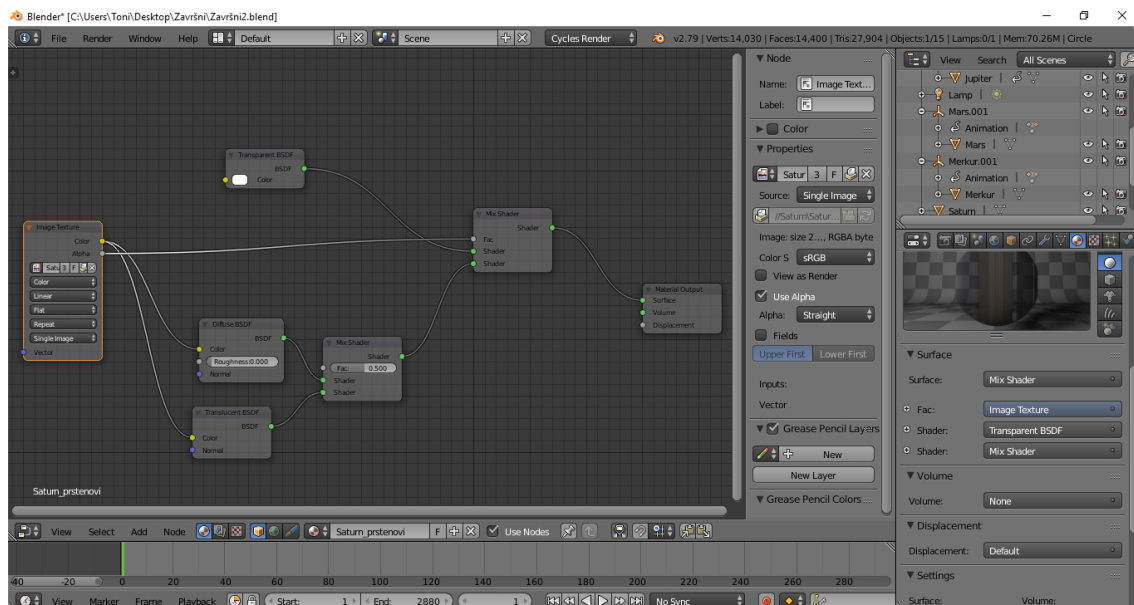 Blender* [C:\Users\Toni\Desktop\Završni\Završni2.blend]
File Render Window Help Default Scene Cycles Render v2.79 | Verts:14,030 | Faces:14,400 | Tris:27,904 | Objects:1/15 | Lamps:0/1 | Mem:70.26M | Circle
Transparent BSDF
BSDF
Color
Image Texture
Color
Alpha
Satu 3 F
Color
Linear
Flat
Repeat
Single Image
Vector
Diffuse BSDF
BSDF
Color
Roughness:0.000
Normal
Translucent BSDF
BSDF
Color
Normal
Mix Shader
Shader
Fac: 0.500
Shader
Shader
Mix Shader
Shader
Fac
Shader
Shader
Material Output
Surface
Volume
Displacement
Saturn_prstenovi
Node
Name: Image Text...
Label:
Color
Properties
Satur 3 F
Source: Single Image
//Saturn\Satur...
Image: size 2..., RGBA byte
Color S sRGB
View as Render
Use Alpha
Alpha: Straight
Fields
Upper First Lower First
Inputs:
Vector
Grease Pencil Layers
New
New Layer
Grease Pencil Colors
View Search All Scenes
Jupiter
Lamp
Mars.001
Animation
Mars
Merkur.001
Animation
Merkur
Saturn
Surface
Surface: Mix Shader
Fac: Image Texture
Shader: Transparent BSDF
Shader: Mix Shader
Volume
Volume: None
Displacement
Displacement: Default
Settings
Surface: Volume:
View Select Add Node Saturn_prstenovi F Use Nodes
-40 -20 0 20 40 60 80 100 120 140 160 180 200 220 240 260 280
View Marker Frame Playback Start: 1 End: 2880 1 No Sync